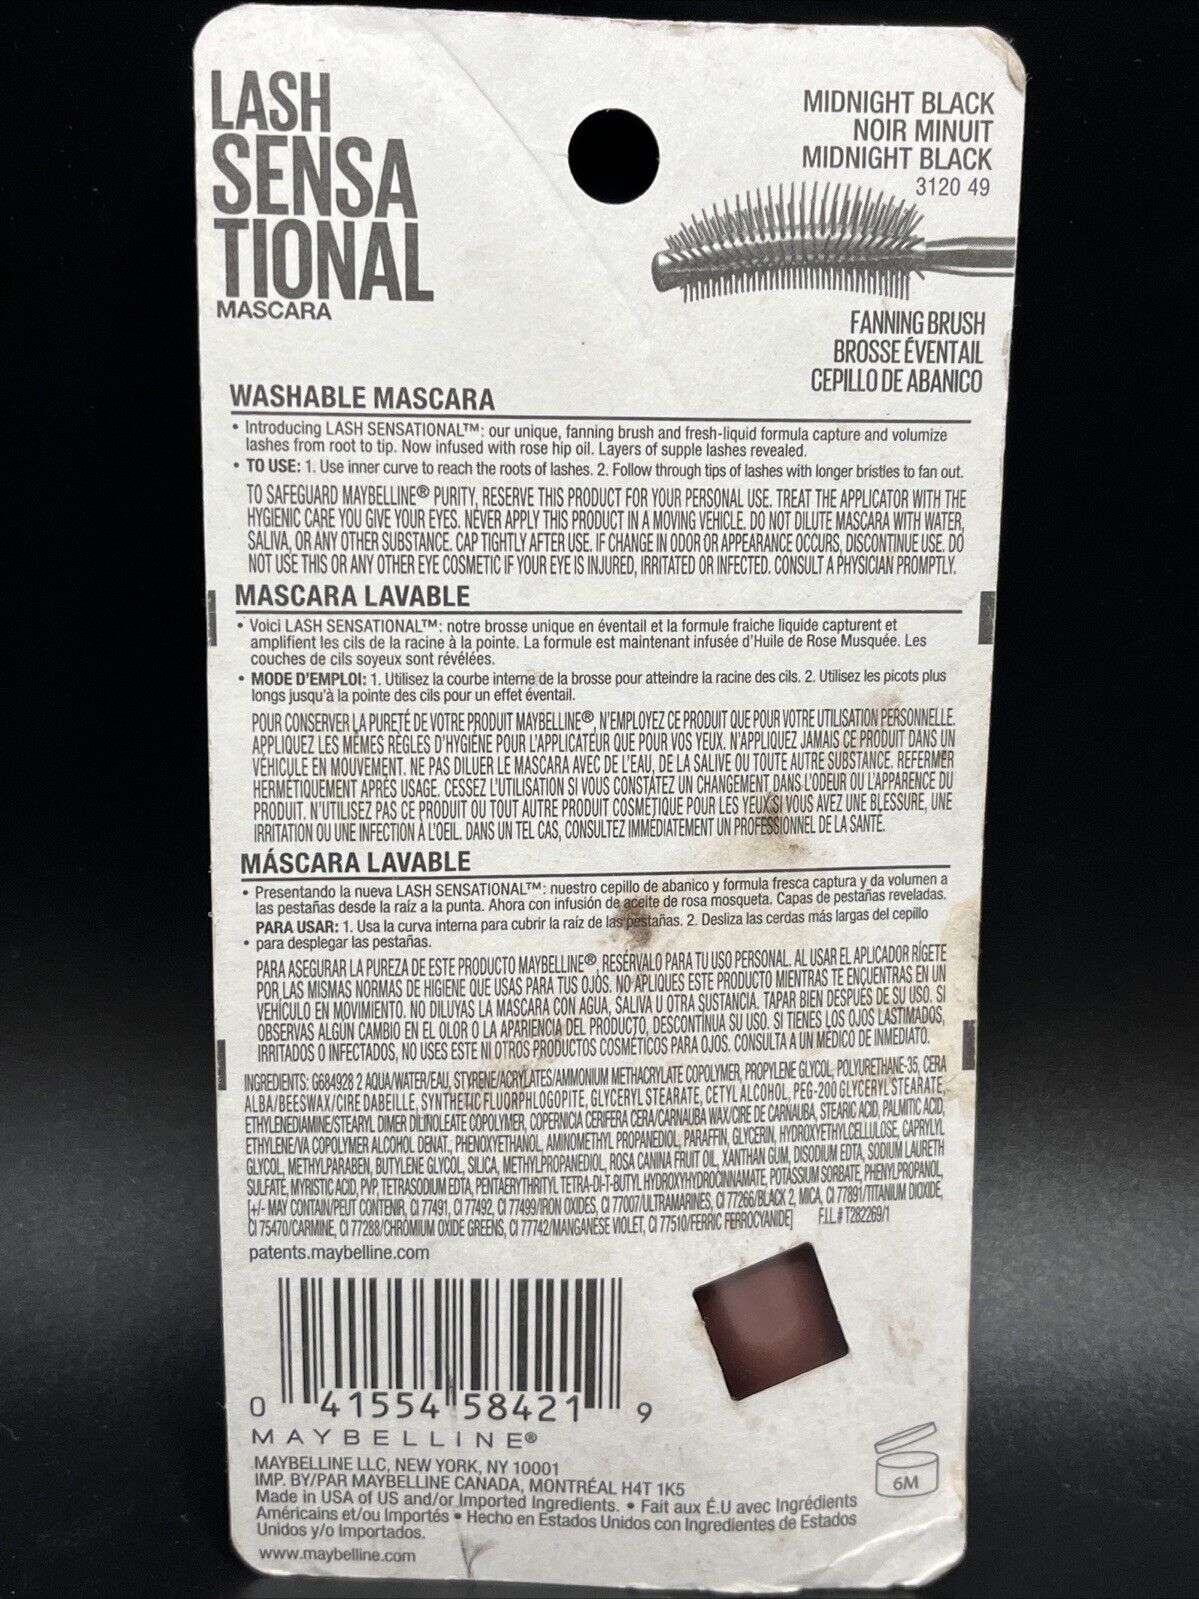 LASH
SENSA
TIONAL
MASCARA
MIDNIGHT BLACK
NOIR MINUIT
MIDNIGHT BLACK
3120 49
FANNING BRUSH
BROSSE ÉVENTAIL
CEPILLO DE ABANICO
WASHABLE MASCARA
• Introducing LASH SENSATIONAL™: our unique, fanning brush and fresh-liquid formula capture and volumize
lashes from root to tip. Now infused with rose hip oil. Layers of supple lashes revealed.
• TO USE: 1. Use inner curve to reach the roots of lashes. 2. Follow through tips of lashes with longer bristles to fan out.
TO SAFEGUARD MAYBELLINE® PURITY, RESERVE THIS PRODUCT FOR YOUR PERSONAL USE. TREAT THE APPLICATOR WITH THE
HYGIENIC CARE YOU GIVE YOUR EYES. NEVER APPLY THIS PRODUCT IN A MOVING VEHICLE. DO NOT DILUTE MASCARA WITH WATER,
SALIVA, OR ANY OTHER SUBSTANCE. CAP TIGHTLY AFTER USE. IF CHANGE IN ODOR OR APPEARANCE OCCURS, DISCONTINUE USE. DO
NOT USE THIS OR ANY OTHER EYE COSMETIC IF YOUR EYE IS INJURED, IRRITATED OR INFECTED. CONSULT A PHYSICIAN PROMPTLY.
MASCARA LAVABLE
• Voici LASH SENSATIONAL™: notre brosse unique en éventail et la formule fraiche liquide capturent et
amplifient les cils de la racine à la pointe. La formule est maintenant infusée d'Huile de Rose Musquée. Les
couches de cils soyeux sont révélées.
• MODE D'EMPLOI: 1. Utilisez la courbe interne de la brosse pour atteindre la racine des cils. 2. Utilisez les picots plus
longs jusqu'à la pointe des cils pour un effet éventail.
POUR CONSERVER LA PURETÉ DE VOTRE PRODUIT MAYBELLINE®, N'EMPLOYEZ CE PRODUIT QUE POUR VOTRE UTILISATION PERSONNELLE.
APPLIQUEZ LES MÊMES RÈGLES D'HYGIÈNE POUR L'APPLICATEUR QUE POUR VOS YEUX. N'APPLIQUEZ JAMAIS CE PRODUIT DANS UN
VÉHICULE EN MOUVEMENT. NE PAS DILUER LE MASCARA AVEC DE L'EAU, DE LA SALIVE OU TOUTE AUTRE SUBSTANCE. REFERMER
HERMÉTIQUEMENT APRÈS USAGE. CESSEZ L'UTILISATION SI VOUS CONSTATEZ UN CHANGEMENT DANS L'ODEUR OU L'APPARENCE DU
PRODUIT. N'UTILISEZ PAS CE PRODUIT OU TOUT AUTRE PRODUIT COSMÉTIQUE POUR LES YEUX SI VOUS AVEZ UNE BLESSURE, UNE
IRRITATION OU UNE INFECTION À L'OEIL. DANS UN TEL CAS, CONSULTEZ IMMÉDIATEMENT UN PROFESSIONNEL DE LA SANTÉ.
MÁSCARA LAVABLE
• Presentando la nueva LASH SENSATIONAL™: nuestro cepillo de abanico y formula fresca captura y da volumen a
las pestañas desde la raíz a la punta. Ahora con infusión de aceite de rosa mosqueta. Capas de pestañas reveladas.
PARA USAR: 1. Usa la curva interna para cubrir la raíz de las pestañas. 2. Desliza las cerdas más largas del cepillo
• para desplegar las pestañas.
PARA ASEGURAR LA PUREZA DE ESTE PRODUCTO MAYBELLINE®, RESÉRVALO PARA TU USO PERSONAL. AL USAR EL APLICADOR RÍGETE
POR LAS MISMAS NORMAS DE HIGIENE QUE USAS PARA TUS OJOS. NO APLIQUES ESTE PRODUCTO MIENTRAS TE ENCUENTRAS EN UN
VEHÍCULO EN MOVIMIENTO. NO DILUYAS LA MASCARA CON AGUA, SALIVA U OTRA SUSTANCIA. TAPAR BIEN DESPUÉS DE SU USO. SI
OBSERVAS ALGÚN CAMBIO EN EL OLOR O LA APARIENCIA DEL PRODUCTO, DESCONTINUA SU USO. SI TIENES LOS OJOS LASTIMADOS,
IRRITADOS O INFECTADOS, NO USES ESTE NI OTROS PRODUCTOS COSMÉTICOS PARA OJOS. CONSULTA A UN MÉDICO DE INMEDIATO.
INGREDIENTS: G684928 2 AQUA/WATER/EAU, STYRENE/ACRYLATES/AMMONIUM METHACRYLATE COPOLYMER, PROPYLENE GLYCOL, POLYURETHANE-35, CERA
ALBA/BEESWAX/CIRE DABEILLE, SYNTHETIC FLUORPHLOGOPITE, GLYCERYL STEARATE, CETYL ALCOHOL, PEG-200 GLYCERYL STEARATE,
ETHYLENEDIAMINE/STEARYL DIMER DILINOLEATE COPOLYMER, COPERNICIA CERIFERA CERA/CARNAUBA WAX/CIRE DE CARNAUBA, STEARIC ACID, PALMITIC ACID,
ETHYLENE/VA COPOLYMER ALCOHOL DENAT., PHENOXYETHANOL, AMINOMETHYL PROPANEDIOL, PARAFFIN, GLYCERIN, HYDROXYETHYLCELLULOSE, CAPRYLYL
GLYCOL, METHYLPARABEN, BUTYLENE GLYCOL, SILICA, METHYLPROPANEDIOL, ROSA CANINA FRUIT OIL, XANTHAN GUM, DISODIUM EDTA, SODIUM LAURETH
SULFATE, MYRISTIC ACID, PVP, TETRASODIUM EDTA, PENTAERYTHRITYL TETRA-DI-T-BUTYL HYDROXYHYDROCINNAMATE, POTASSIUM SORBATE, PHENYLPROPANOL,
[+/- MAY CONTAIN/PEUT CONTENIR, CI 77491, CI 77492, CI 77499/IRON OXIDES, CI 77007/ULTRAMARINES, CI 77266/BLACK 2, MICA, CI 77891/TITANIUM DIOXIDE,
CI 75470/CARMINE, CI 77288/CHROMIUM OXIDE GREENS, CI 77742/MANGANESE VIOLET, CI 77510/FERRIC FERROCYANIDE] F.I.L.# T282269/1
patents.maybelline.com
0 41554 58421 9
MAYBELLINE®
6M
MAYBELLINE LLC, NEW YORK, NY 10001
IMP. BY/PAR MAYBELLINE CANADA, MONTRÉAL H4T 1K5
Made in USA of US and/or Imported Ingredients. • Fait aux É.U avec Ingrédients
Américains et/ou Importés • Hecho en Estados Unidos con Ingredientes de Estados
Unidos y/o Importados.
www.maybelline.com